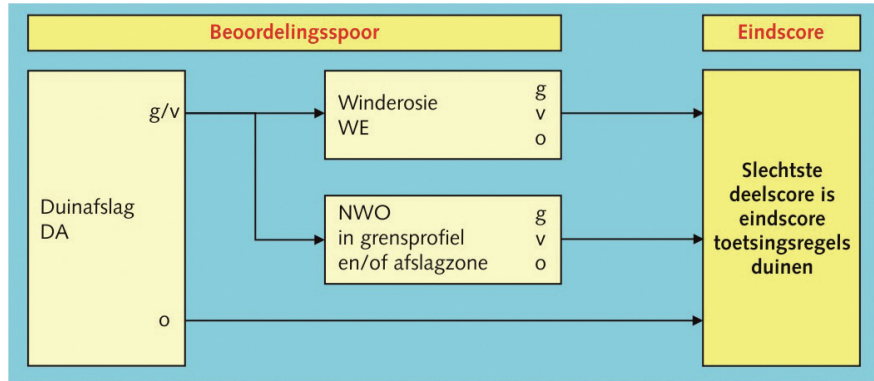 Beoordelingsspoor
Eindscore
Duinafslag
DA
g/v
o
Winderosie
WE
g
v
o
NWO
in grensprofiel
en/of afslagzone
g
v
o
Slechtste
deelscore is
eindscore
toetsingsregels
duinen